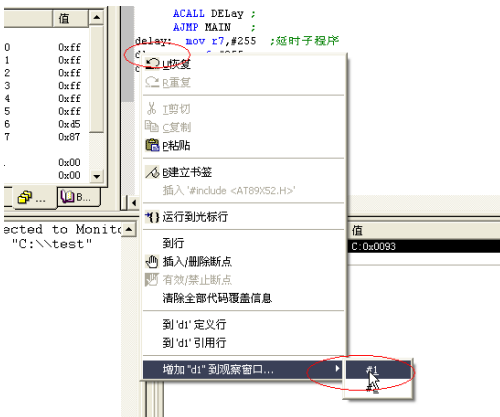 值
0 0xff
1 0xff
2 0xff
3 0xff
4 0xff
5 0xff
6 0xd5
7 0x87
0x00
0x00
B...
ACALL DELay ;
AJMP MAIN ;
delay: mov r7,#255 ;延时子程序
U恢复
R重复
T剪切
C复制
P粘贴
B建立书签
插入 '#include <AT89X52.H>'
运行到光标行
到行
插入/删除断点
有效/禁止断点
清除全部代码覆盖信息
到 'd1' 定义行
到 'd1' 引用行
增加 "d1" 到观察窗口...
#1
ected to Monito
"C:\\test"
值
C:0x0093